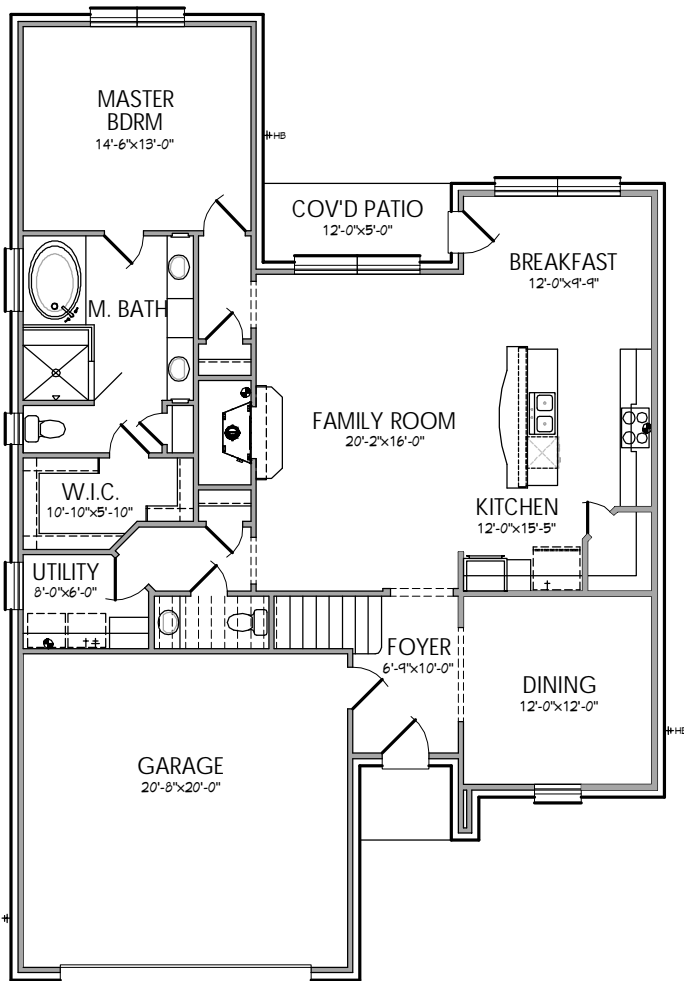 MASTER
BDRM
14'-6"x13'-0"
HB
COV'D PATIO
12'-0"x5'-0"
BREAKFAST
12'-0"x9'-9"
M. BATH
FAMILY ROOM
20'-2"x16'-0"
W.I.C.
10'-10"x5'-10"
KITCHEN
12'-0"x15'-5"
UTILITY
8'-0"x6'-0"
FOYER
6'-9"x10'-0"
DINING
12'-0"x12'-0"
HB
GARAGE
20'-8"x20'-0"